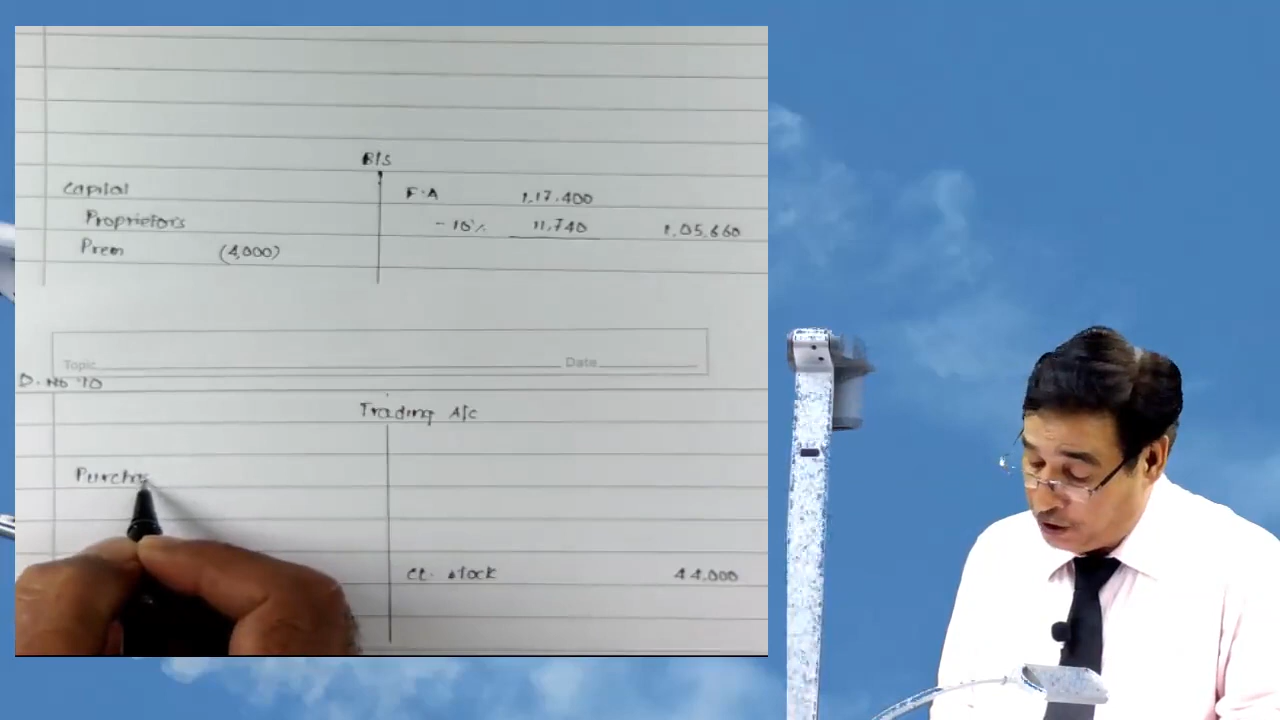 B/S
Capital
F.A 1,17,400
Proprietors
- 10% 11,740 1,05,660
Prem (4,000)
Topic
Date
D. No 10
Trading A/c
Purchas
Cl. stock 44,000